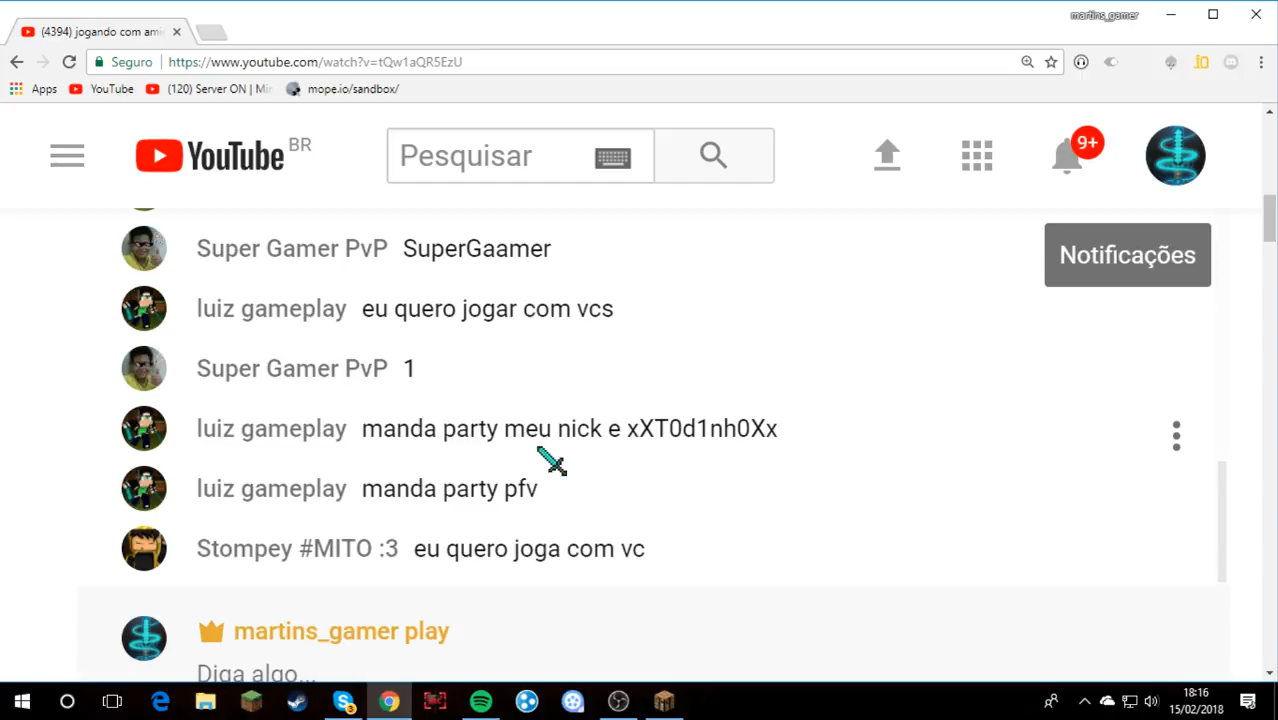 martins_gamer
(4394) jogando com ami
Seguro
https://www.youtube.com/watch?v=tQw1aQR5EzU
Apps
YouTube
(120) Server ON | Min
mope.io/sandbox/
YouTube BR
Pesquisar
9+
Notificações
Super Gamer PvP SuperGaamer
luiz gameplay eu quero jogar com vcs
Super Gamer PvP 1
luiz gameplay manda party meu nick e xXT0d1nh0Xx
luiz gameplay manda party pfv
Stompey #MITO :3 eu quero joga com vc
martins_gamer play
Diga algo...
18:16
15/02/2018